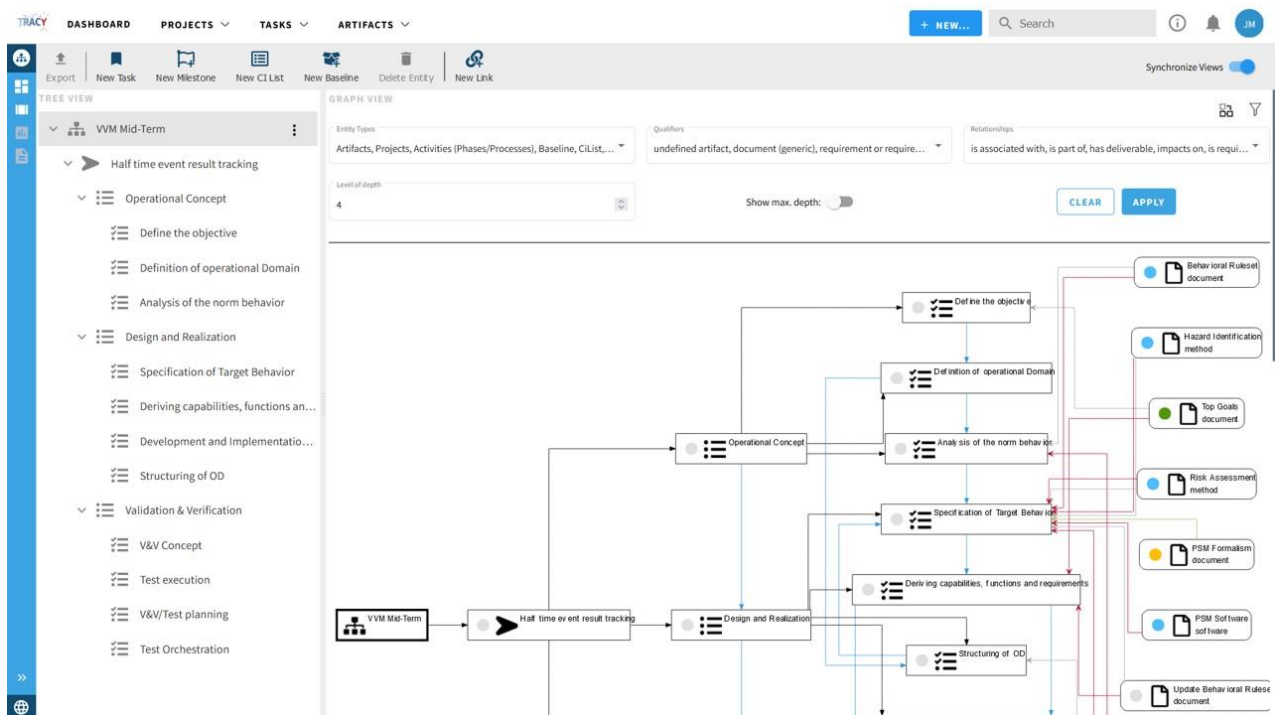 TRACY DASHBOARD PROJECTS TASKS ARTIFACTS + NEW... Search JM
Export New Task New Milestone New CI List New Baseline Delete Entity New Link Synchronize Views
TREE VIEW
VVM Mid-Term
Half time event result tracking
Operational Concept
Define the objective
Definition of operational Domain
Analysis of the norm behavior
Design and Realization
Specification of Target Behavior
Deriving capabilities, functions an...
Development and Implementatio...
Structuring of OD
Validation & Verification
V&V Concept
Test execution
V&V/Test planning
Test Orchestration
GRAPH VIEW
Entity Types
Artifacts, Projects, Activities (Phases/Processes), Baseline, CiList,...
Qualifiers
undefined artifact, document (generic), requirement or require...
Relationships
is associated with, is part of, has deliverable, impacts on, is requi...
Level of depth
4
Show max. depth:
CLEAR APPLY
Behavioral Ruleset
document
Define the objective
Hazard Identification
method
Definition of operational Domain
Top Goals
document
Operational Concept
Analysis of the norm behavior
Risk Assessment
method
Specification of Target Behavior
PSM Formalism
document
Deriving capabilities, functions and requirements
VVM Mid-Term
Half time event result tracking
Design and Realization
PSM Software
software
Structuring of OD
Update Behavioral Rulese
document